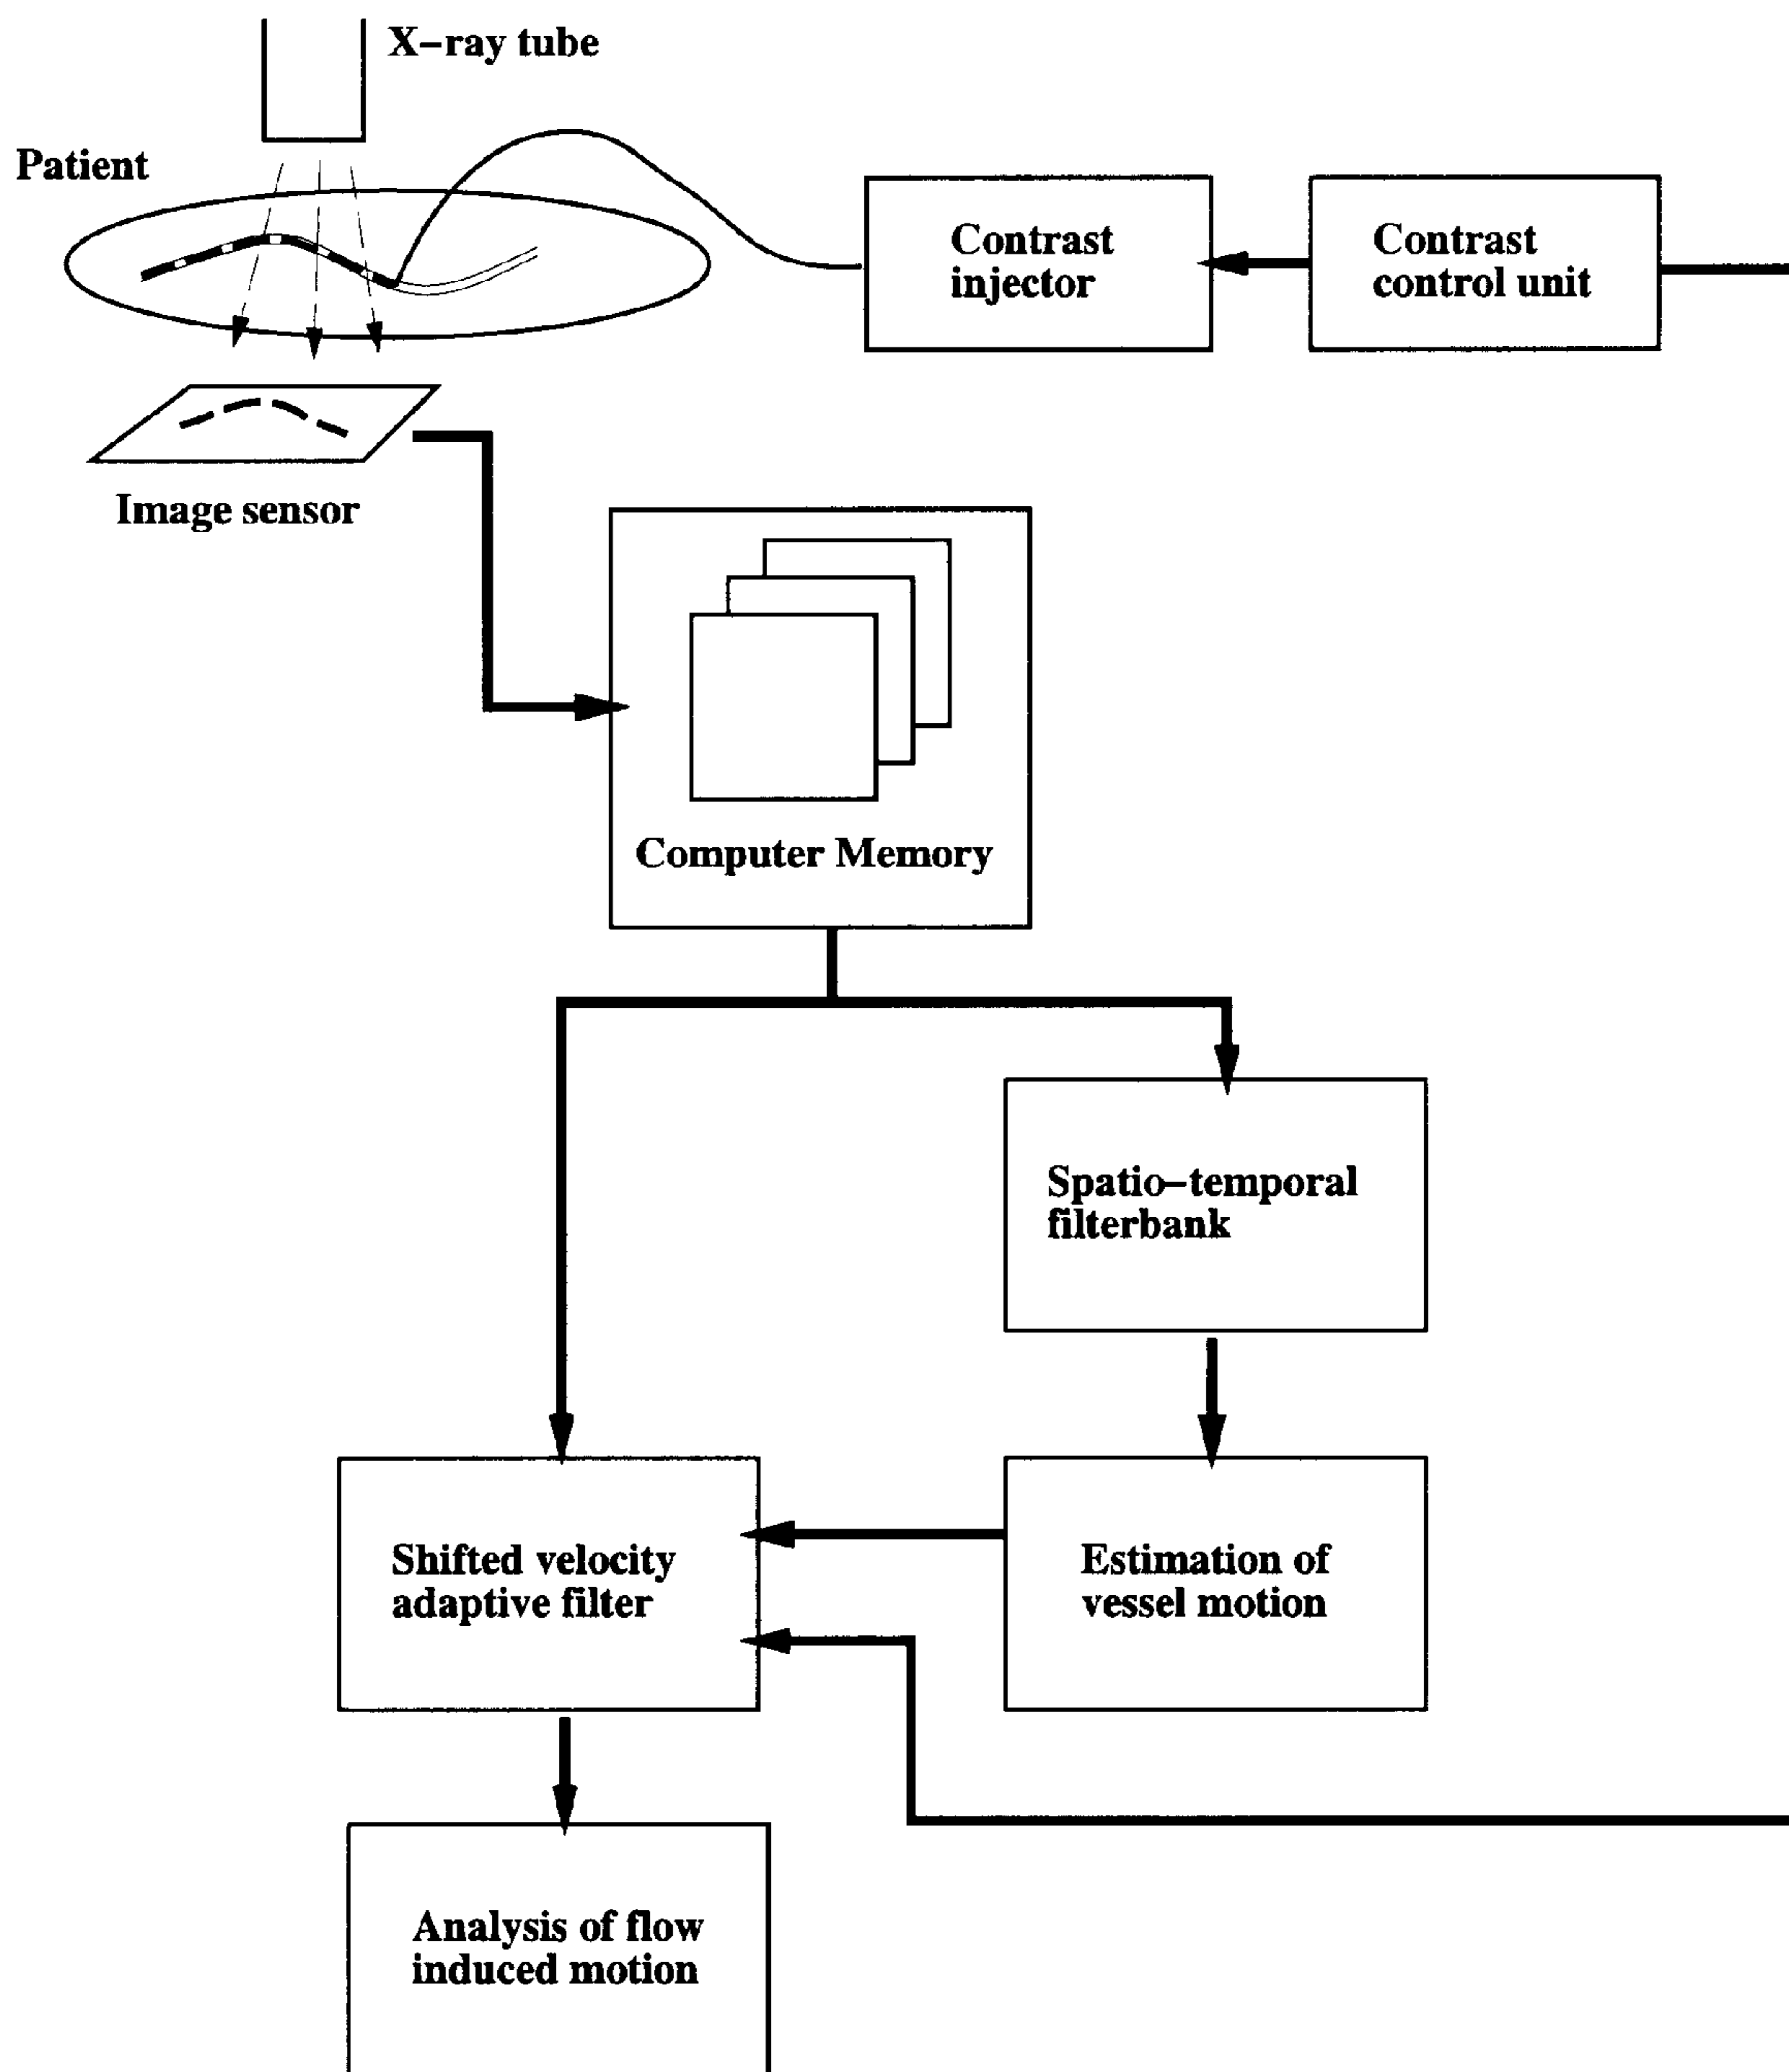 X–ray tube
Patient
Contrast
injector
Contrast
control unit
Image sensor
Computer Memory
Spatio–temporal
filterbank
Shifted velocity
adaptive filter
Estimation of
vessel motion
Analysis of flow
induced motion